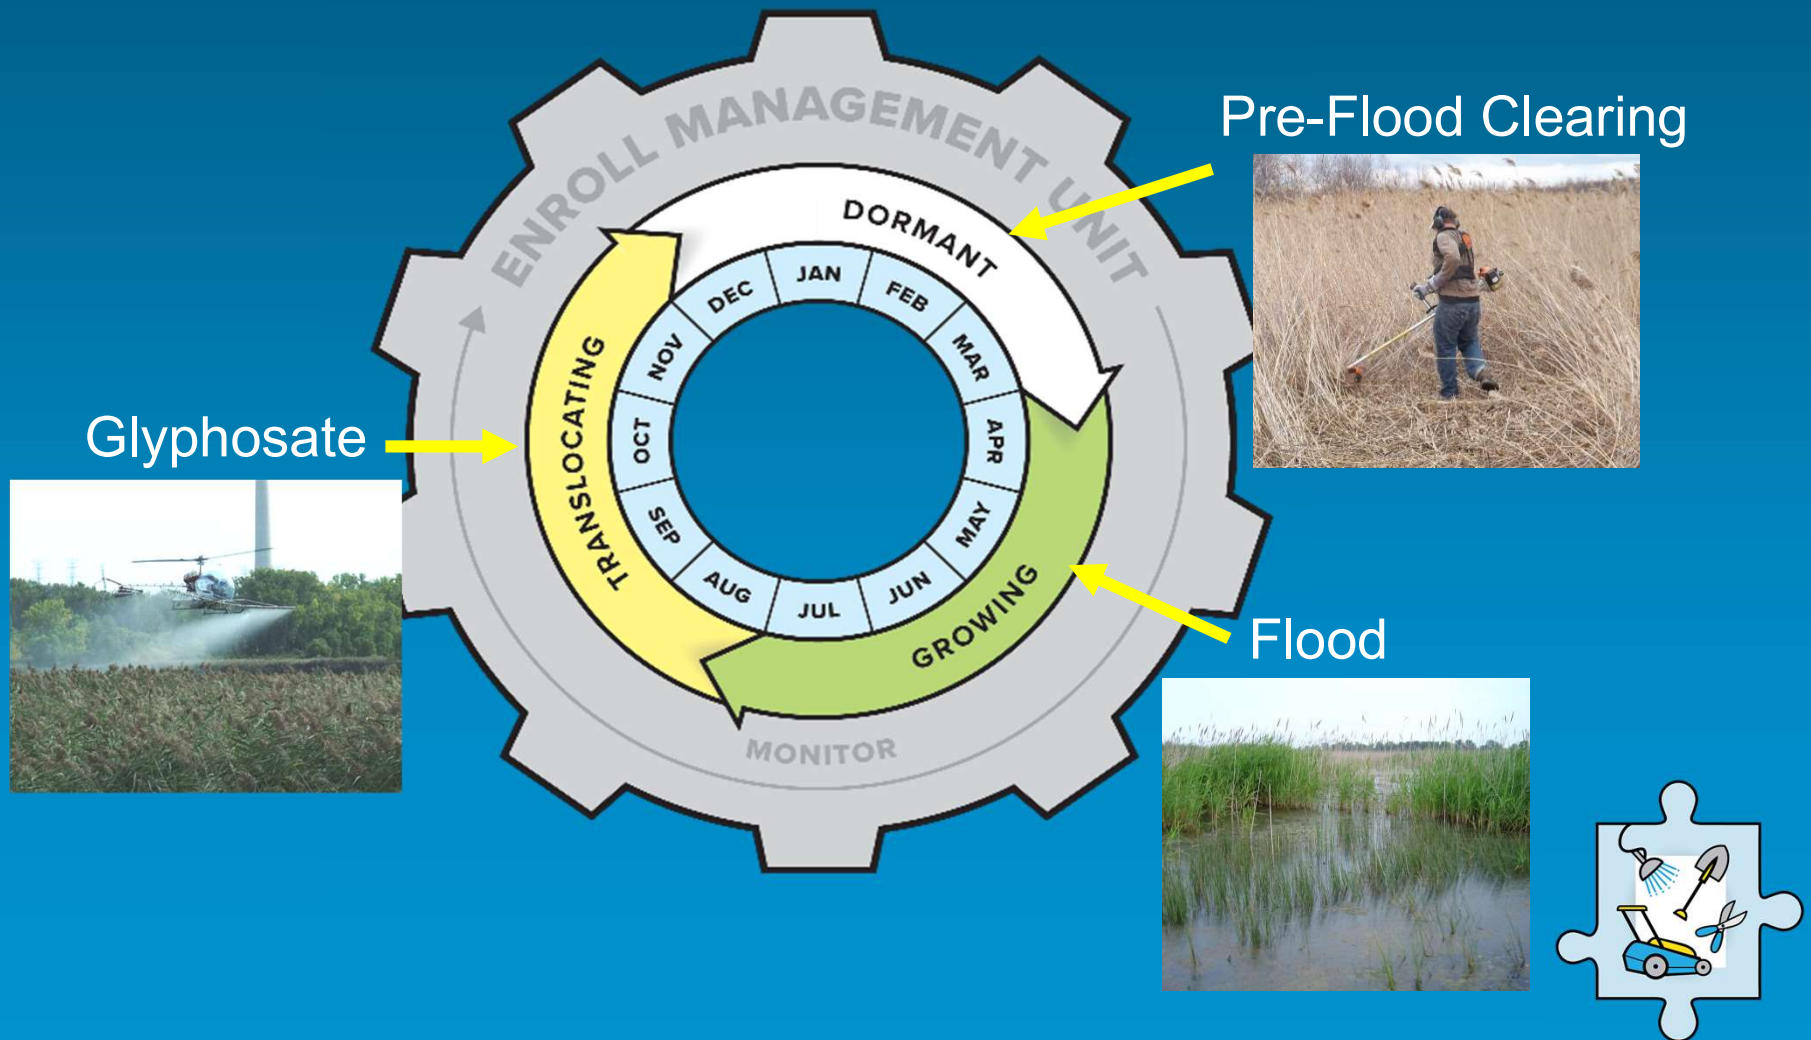 ENROLL MANAGEMENT UNIT
Pre-Flood Clearing
DORMANT
JAN
FEB
MAR
APR
MAY
JUN
JUL
AUG
SEP
OCT
NOV
DEC
TRANSLOCATING
Glyphosate
GROWING
Flood
MONITOR